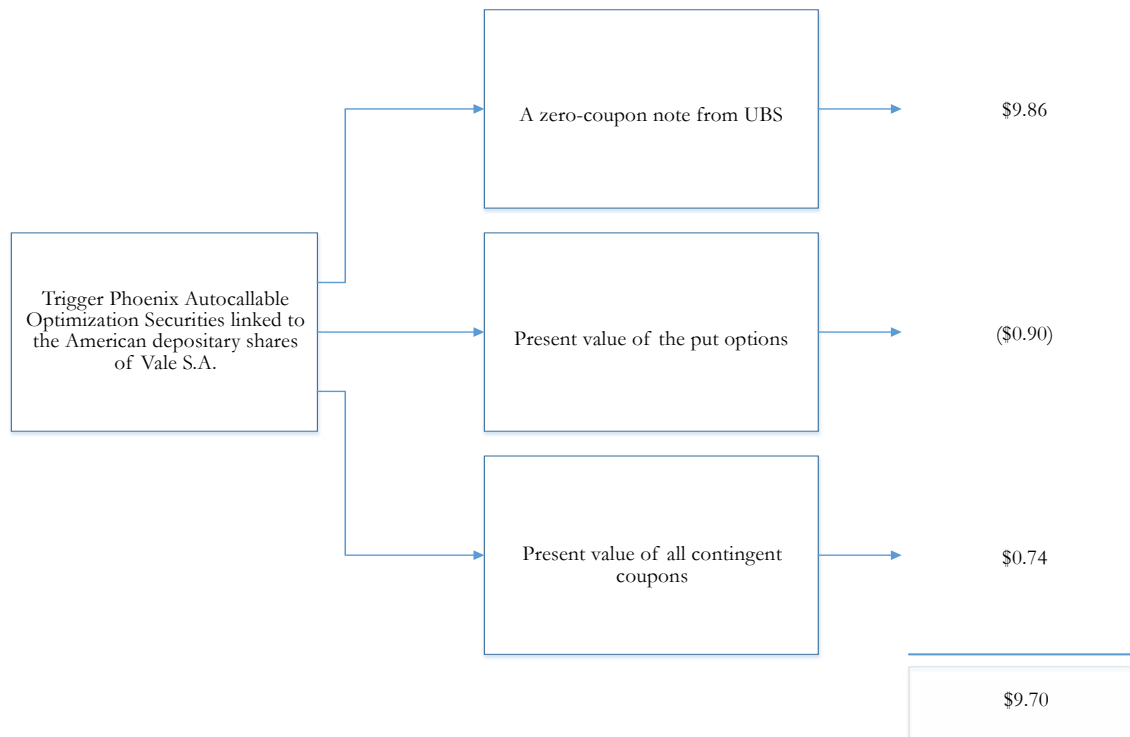 A zero-coupon note from UBS
$9.86
Trigger Phoenix Autocallable
Optimization Securities linked to
the American depositary shares
of Vale S.A.
Present value of the put options
($0.90)
Present value of all contingent
coupons
$0.74
$9.70